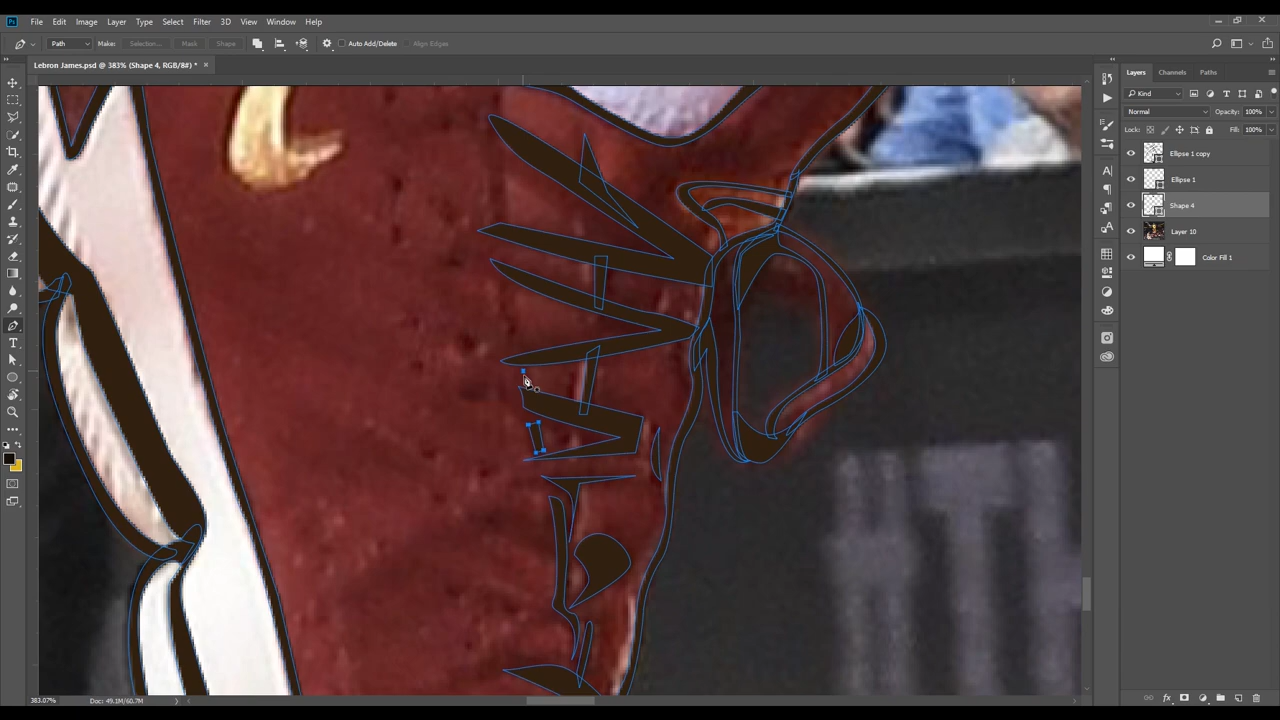 Ps File Edit Image Layer Type Select Filter 3D View Window Help
Path Make: Selection... Mask Shape Auto Add/Delete Align Edges
Lebron James.psd @ 383% (Shape 4, RGB/8#) * ×
5
Layers Channels Paths
Kind
Normal Opacity: 100%
Lock: Fill: 100%
Ellipse 1 copy
Ellipse 1
Shape 4
Layer 10
Color Fill 1
383.07% Doc: 49.1M/60.7M